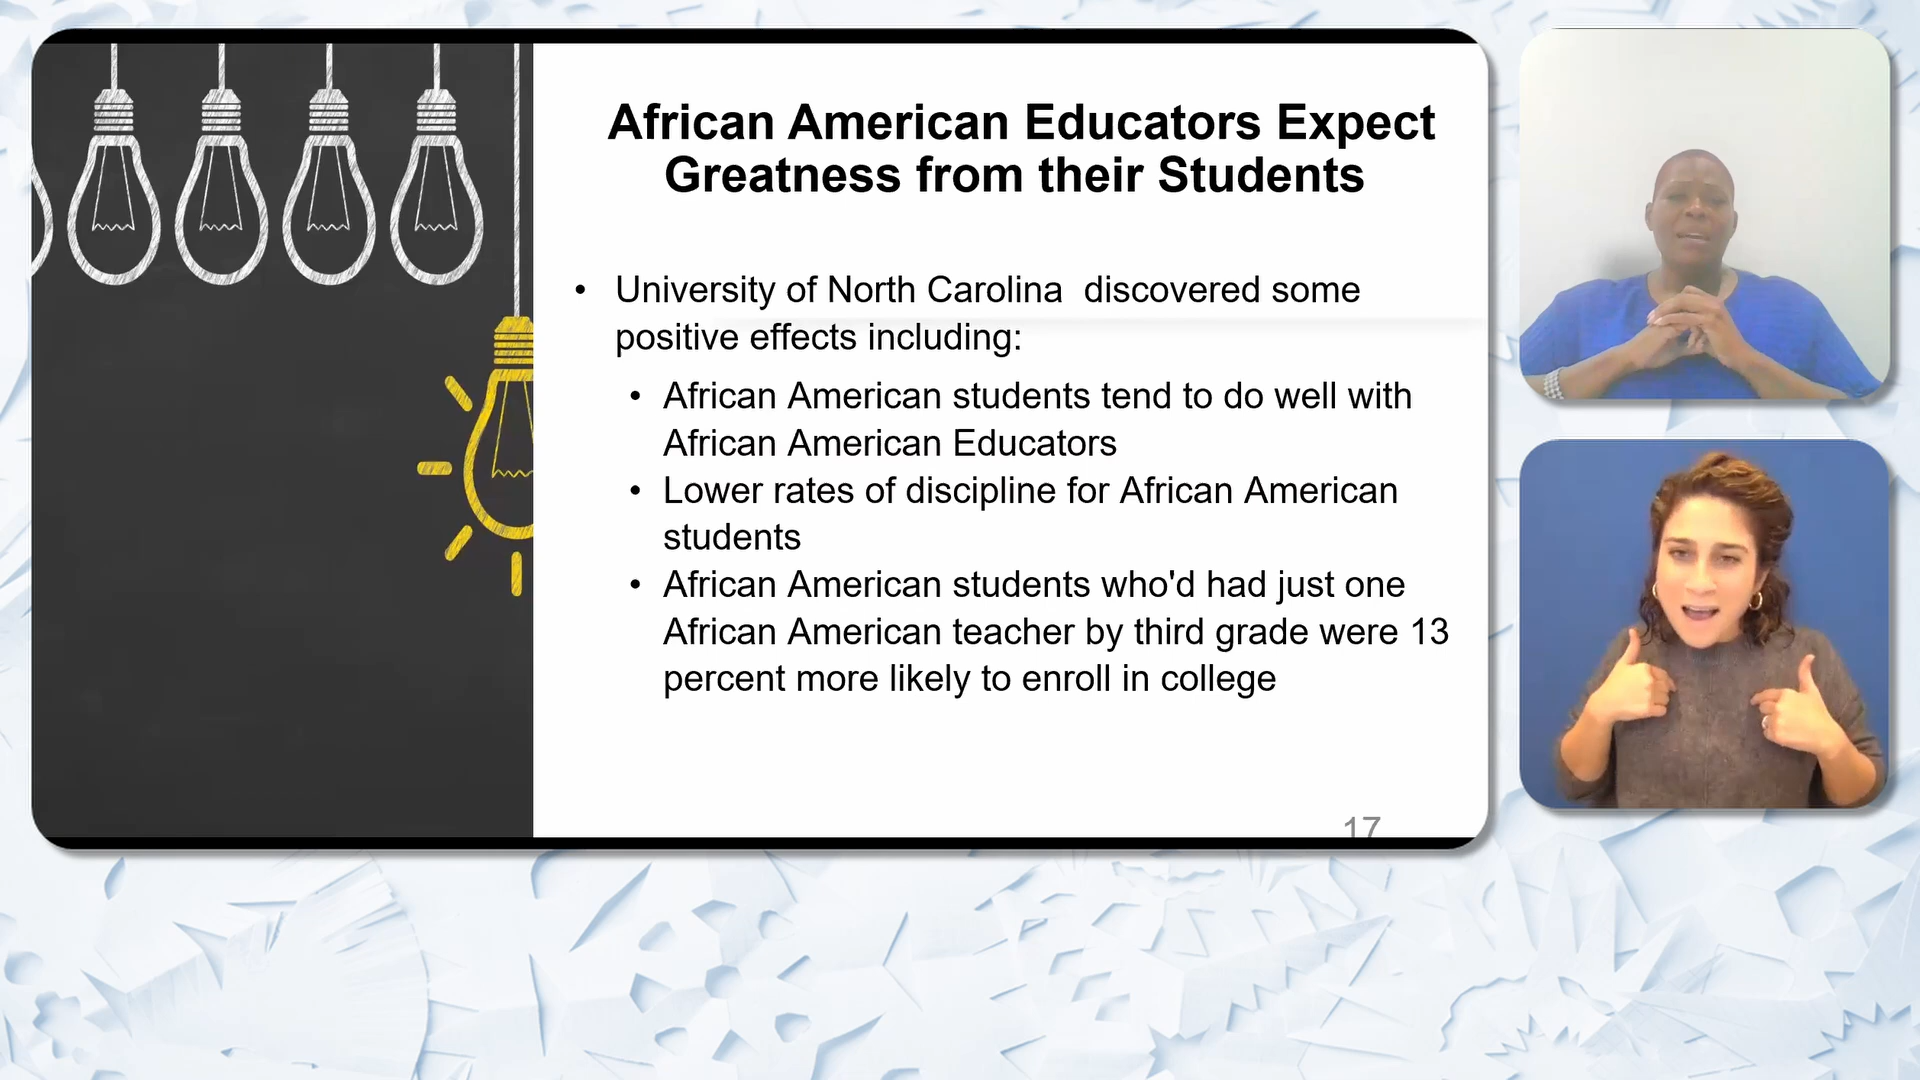 African American Educators Expect
Greatness from their Students
• University of North Carolina  discovered some
positive effects including:
• African American students tend to do well with
African American Educators
• Lower rates of discipline for African American
students
• African American students who'd had just one
African American teacher by third grade were 13
percent more likely to enroll in college
17